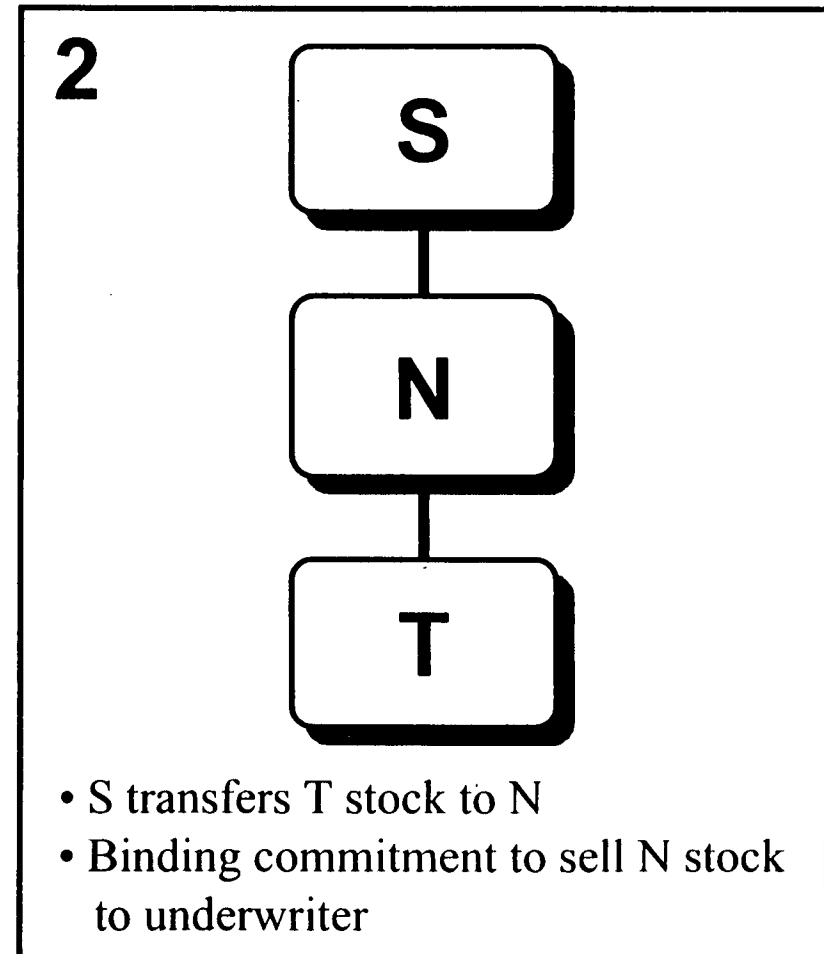 2
S
N
T
• S transfers T stock to N
• Binding commitment to sell N stock
to underwriter